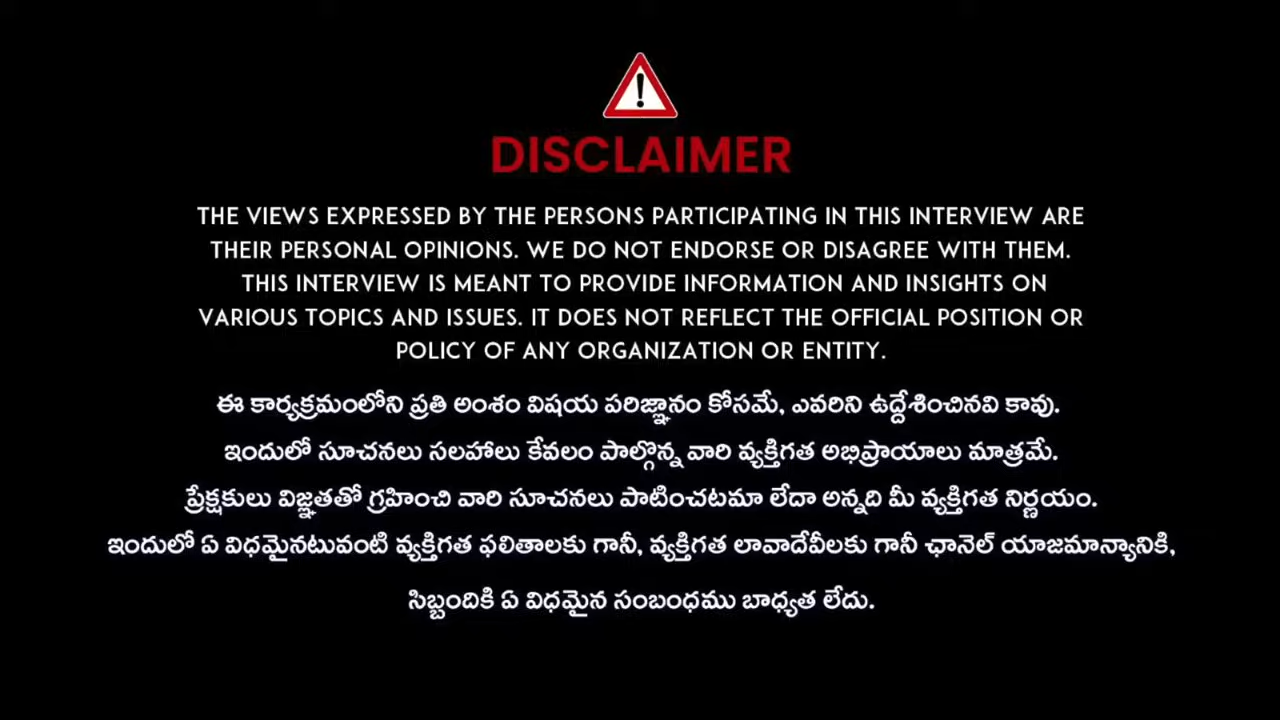 DISCLAIMER
THE VIEWS EXPRESSED BY THE PERSONS PARTICIPATING IN THIS INTERVIEW ARE
THEIR PERSONAL OPINIONS. WE DO NOT ENDORSE OR DISAGREE WITH THEM.
THIS INTERVIEW IS MEANT TO PROVIDE INFORMATION AND INSIGHTS ON
VARIOUS TOPICS AND ISSUES. IT DOES NOT REFLECT THE OFFICIAL POSITION OR
POLICY OF ANY ORGANIZATION OR ENTITY.
ఈ కార్యక్రమంలోని ప్రతి అంశం విషయ పరిజ్ఞానం కోసమే, ఎవరిని ఉద్దేశించినవి కావు.
ఇందులో సూచనలు సలహాలు కేవలం పాల్గొన్న వారి వ్యక్తిగత అభిప్రాయాలు మాత్రమే.
ప్రేక్షకులు విజ్ఞతతో గ్రహించి వారి సూచనలు పాటించటమా లేదా అన్నది మీ వ్యక్తిగత నిర్ణయం.
ఇందులో ఏ విధమైనటువంటి వ్యక్తిగత ఫలితాలకు గానీ, వ్యక్తిగత లావాదేవీలకు గానీ ఛానెల్ యాజమాన్యానికి,
సిబ్బందికి ఏ విధమైన సంబంధము బాధ్యత లేదు.